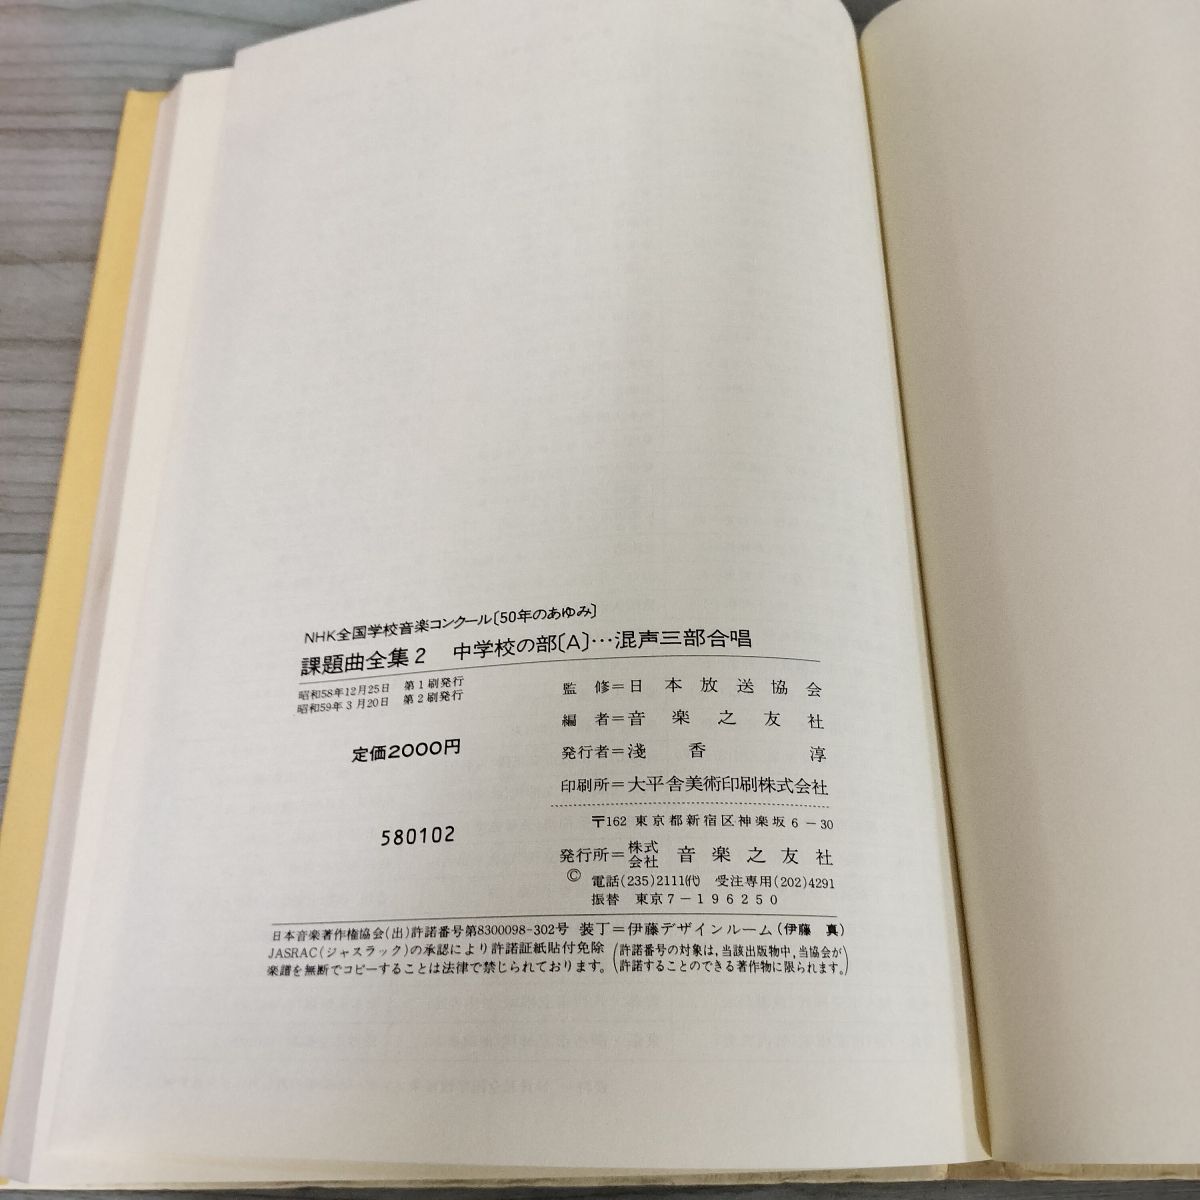 NHK全国学校音楽コンクール〔50年のあゆみ〕
課題曲全集2 中学校の部〔A〕…混声三部合唱
昭和58年12月25日 第1刷発行
昭和59年3月20日 第2刷発行
定価2000円
580102
監修=日本放送協会
編者=音楽之友社
発行者=淺香淳
印刷所=大平舎美術印刷株式会社
〒162 東京都新宿区神楽坂6-30
発行所=株式会社 音楽之友社
© 電話(235)2111㈹ 受注専用(202)4291
振替 東京7-196250
日本音楽著作権協会(出)許諾番号第8300098-302号 装丁=伊藤デザインルーム(伊藤 真)
JASRAC(ジャスラック)の承認により許諾証紙貼付免除
楽譜を無断でコピーすることは法律で禁じられております。
(許諾番号の対象は,当該出版物中,当協会が
許諾することのできる著作物に限られます。)